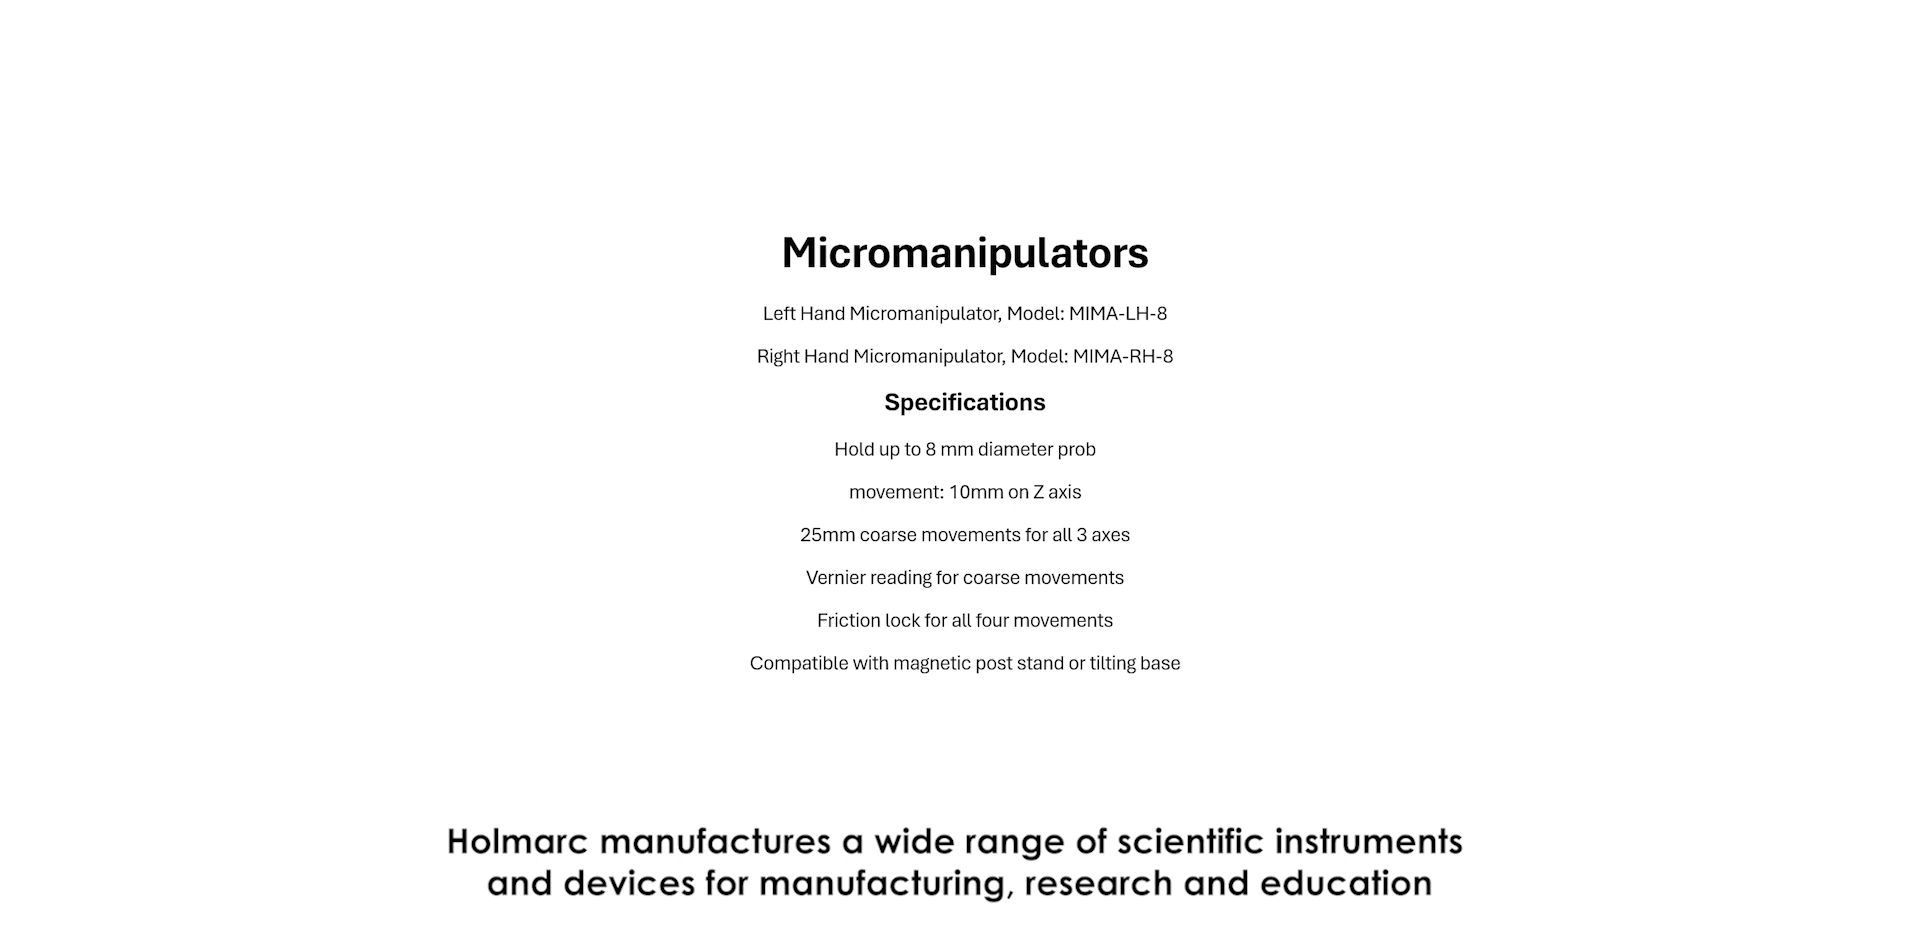 Micromanipulators
Left Hand Micromanipulator, Model: MIMA-LH-8
Right Hand Micromanipulator, Model: MIMA-RH-8
Specifications
Hold up to 8 mm diameter prob
movement: 10mm on Z axis
25mm coarse movements for all 3 axes
Vernier reading for coarse movements
Friction lock for all four movements
Compatible with magnetic post stand or tilting base
Holmarc manufactures a wide range of scientific instruments
and devices for manufacturing, research and education